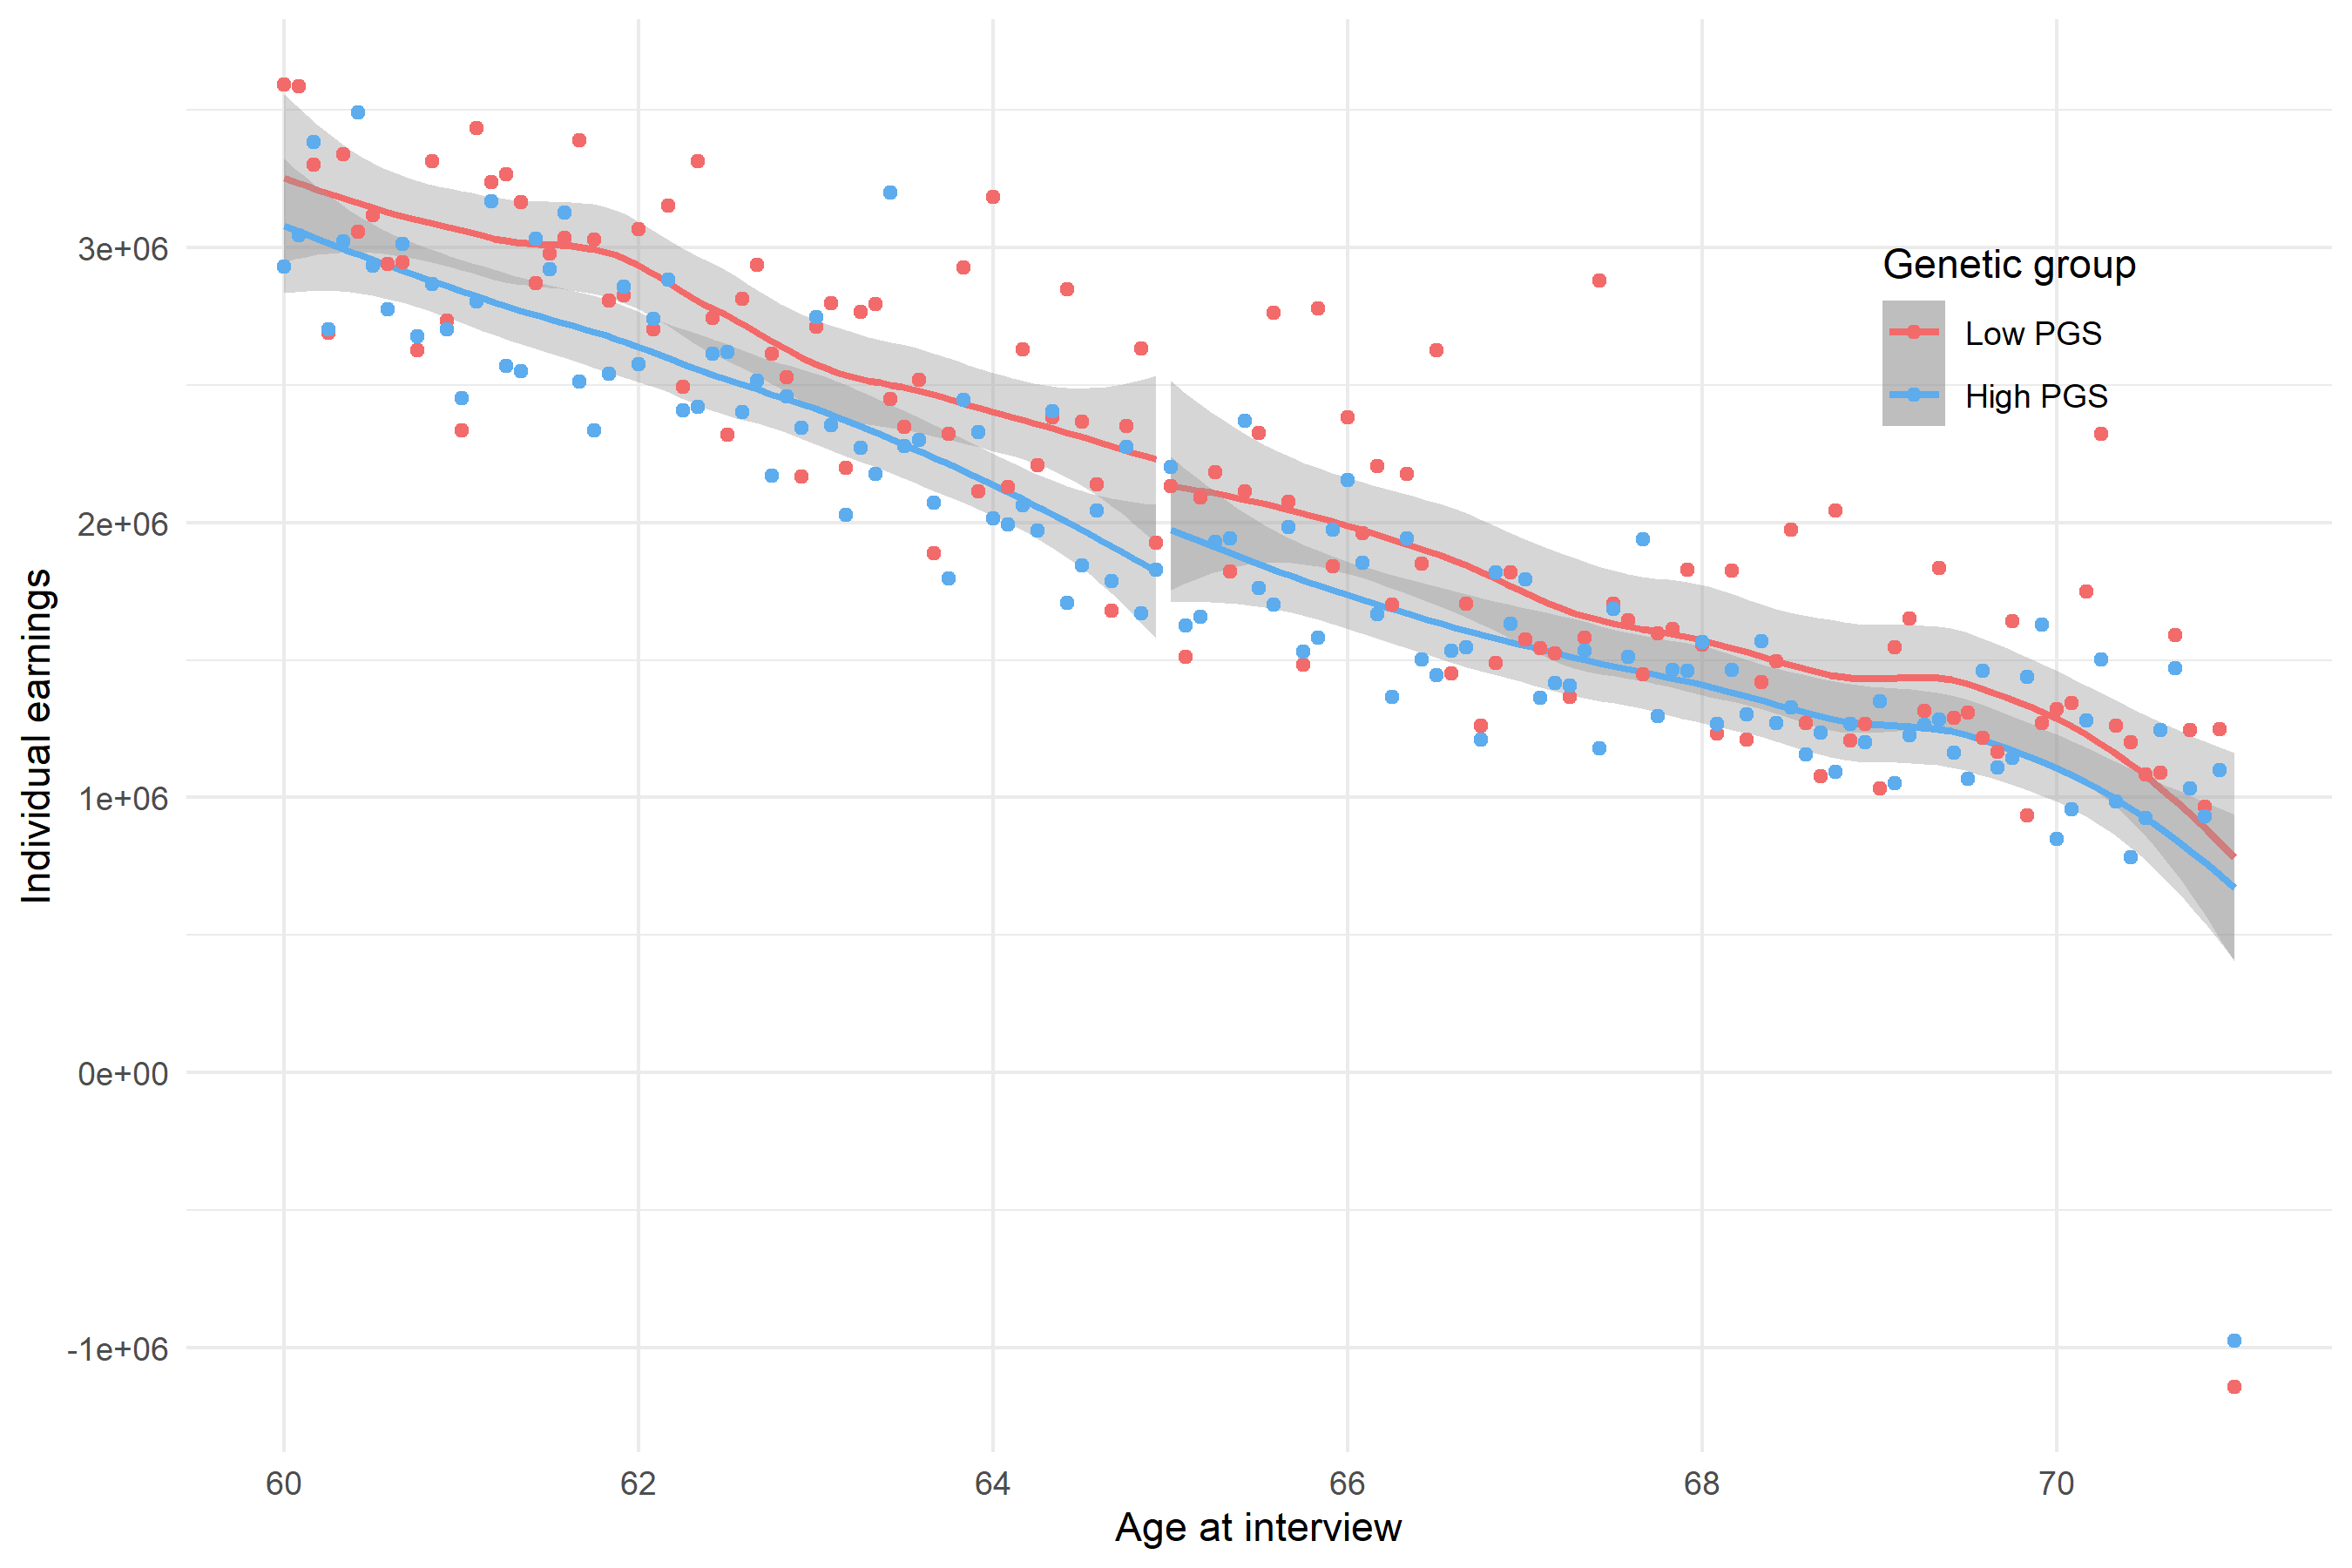 Individual earnings
3e+06
2e+06
1e+06
0e+00
-1e+06
60
62
64
66
68
70
Age at interview
Genetic group
Low PGS
High PGS